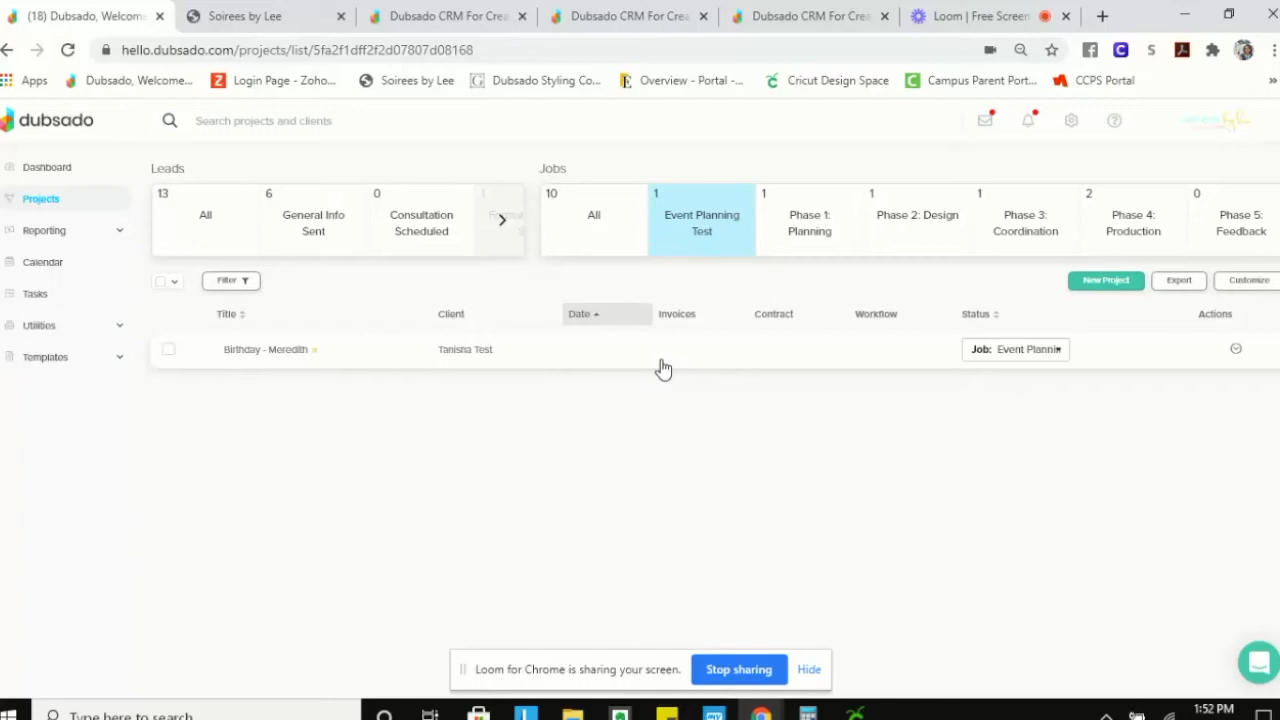 (18) Dubsado, Welcome
Soirees by Lee
Dubsado CRM For Crea
Dubsado CRM For Crea
Dubsado CRM For Crea
Loom | Free Screen
hello.dubsado.com/projects/list/5fa2f1dff2f2d07807d08168
Apps
Dubsado, Welcome...
Login Page - Zoho...
Soirees by Lee
Dubsado Styling Co...
Overview - Portal -...
Cricut Design Space
Campus Parent Port...
CCPS Portal
dubsado
Search projects and clients
Dashboard
Projects
Reporting
Calendar
Tasks
Utilities
Templates
Leads
13
All
6
General Info
Sent
0
Consultation
Scheduled
1
Jobs
10
All
1
Event Planning
Test
1
Phase 1:
Planning
1
Phase 2: Design
1
Phase 3:
Coordination
2
Phase 4:
Production
0
Phase 5:
Feedback
Filter
New Project
Export
Customize
Title
Client
Date
Invoices
Contract
Workflow
Status
Actions
Birthday - Meredith
Tanisha Test
Job: Event Plannin
Loom for Chrome is sharing your screen.
Stop sharing
Hide
Type here to search
1:52 PM